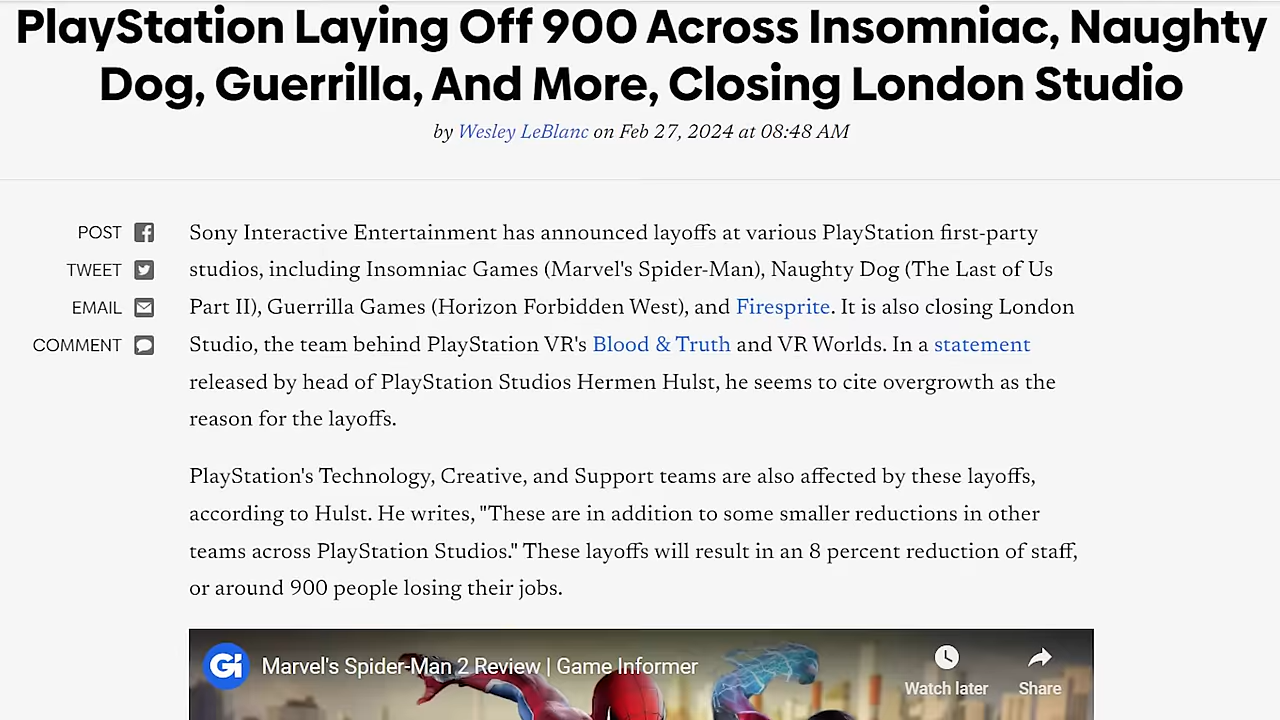 PlayStation Laying Off 900 Across Insomniac, Naughty
Dog, Guerrilla, And More, Closing London Studio
by Wesley LeBlanc on Feb 27, 2024 at 08:48 AM
POST
TWEET
EMAIL
COMMENT
Sony Interactive Entertainment has announced layoffs at various PlayStation first-party
studios, including Insomniac Games (Marvel's Spider-Man), Naughty Dog (The Last of Us
Part II), Guerrilla Games (Horizon Forbidden West), and Firesprite. It is also closing London
Studio, the team behind PlayStation VR's Blood & Truth and VR Worlds. In a statement
released by head of PlayStation Studios Hermen Hulst, he seems to cite overgrowth as the
reason for the layoffs.
PlayStation's Technology, Creative, and Support teams are also affected by these layoffs,
according to Hulst. He writes, "These are in addition to some smaller reductions in other
teams across PlayStation Studios." These layoffs will result in an 8 percent reduction of staff,
or around 900 people losing their jobs.
GI Marvel's Spider-Man 2 Review | Game Informer
Watch later
Share